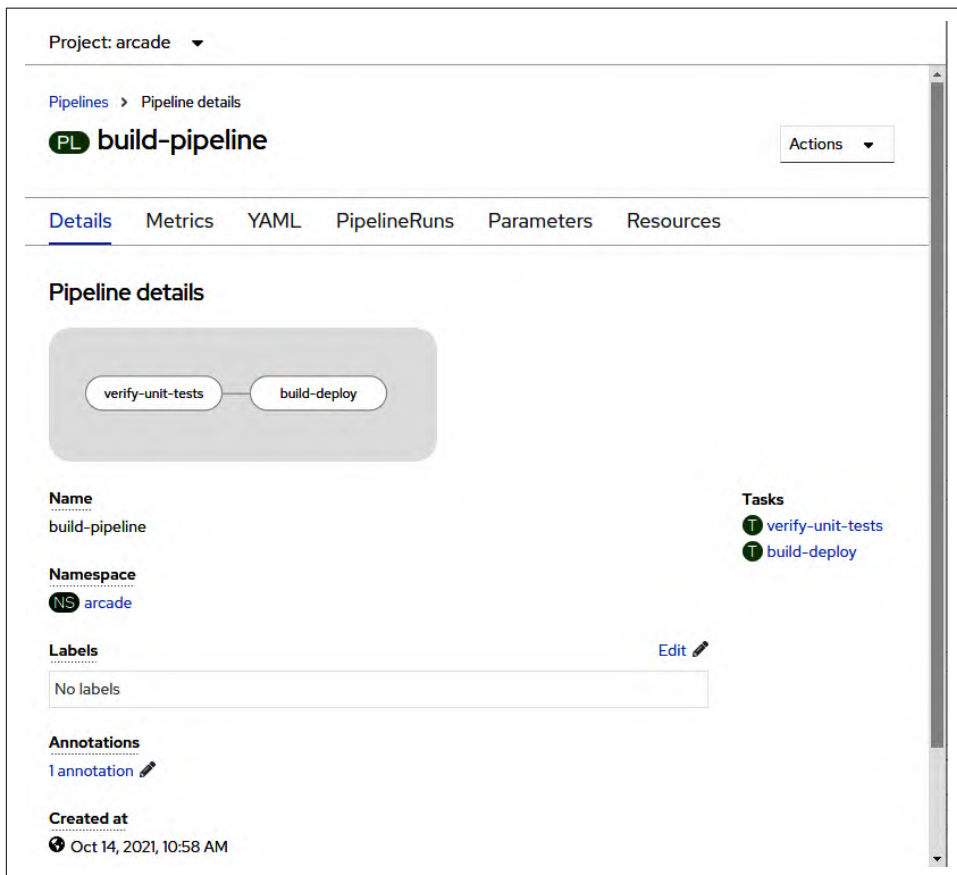 Project: arcade
Pipelines > Pipeline details
PL build-pipeline
Actions
Details Metrics YAML PipelineRuns Parameters Resources
Pipeline details
verify-unit-tests build-deploy
Name
build-pipeline
Tasks
T verify-unit-tests
T build-deploy
Namespace
NS arcade
Labels Edit
No labels
Annotations
1 annotation
Created at
Oct 14, 2021, 10:58 AM